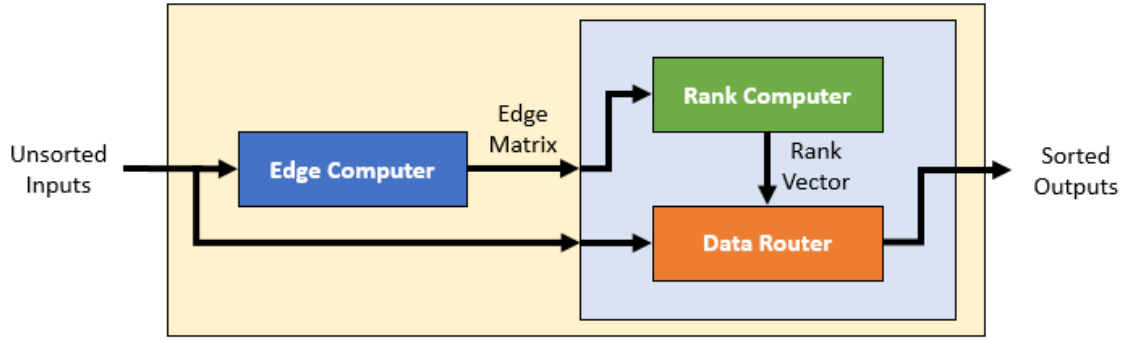 Unsorted
Inputs
Edge Computer
Edge
Matrix
Rank Computer
Rank
Vector
Data Router
Sorted
Outputs